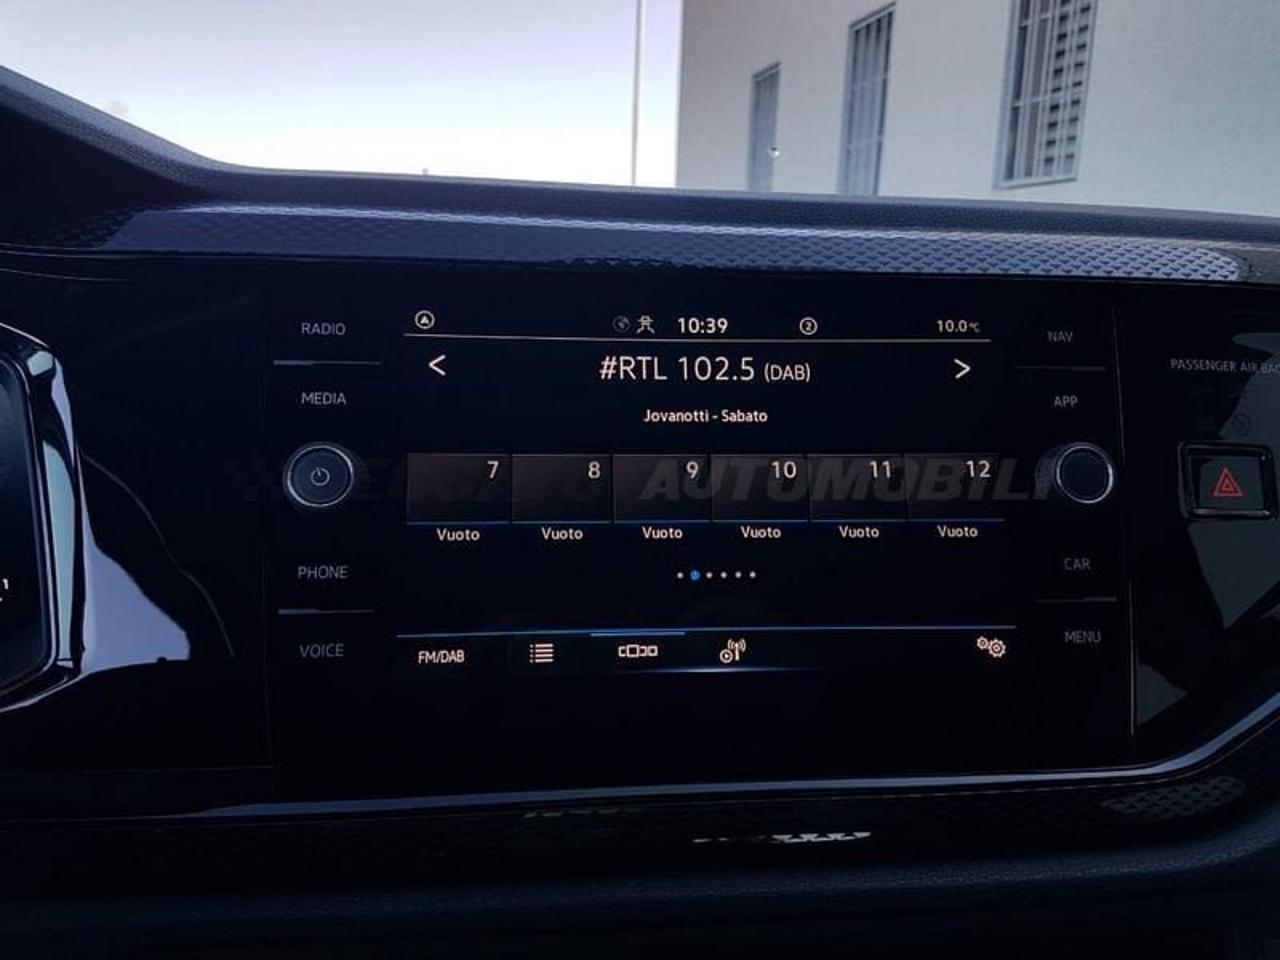 RADIO
MEDIA
PHONE
VOICE
A
10:39
2
10.0°C
< #RTL 102.5 (DAB) >
Jovanotti - Sabato
7 8 9 10 11 12
Vuoto Vuoto Vuoto Vuoto Vuoto Vuoto
FM/DAB
NAV
APP
CAR
MENU
PASSENGER AIR BAG
AUTOMOBILI